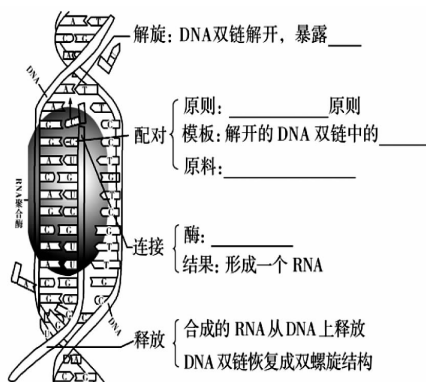 解旋：DNA双链解开，暴露____
DNA
配对
原则：____________原则
模板：解开的DNA 双链中的_____
原料：________________
RNA聚合酶
连接
酶：__________
结果：形成一个 RNA
DNA
释放
合成的RNA从DNA上释放
DNA双链恢复成双螺旋结构